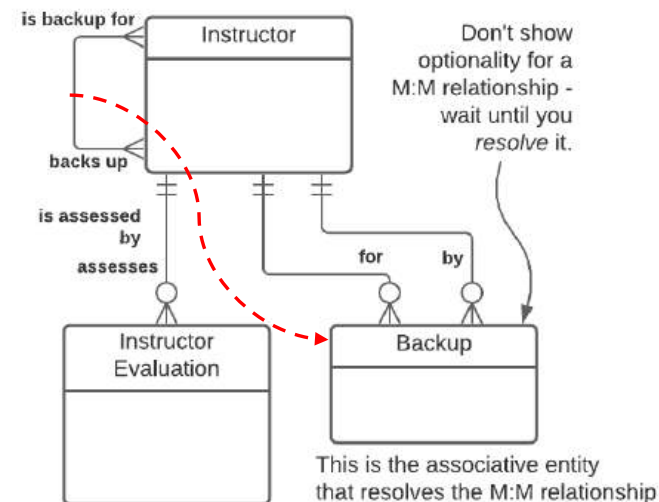 is backup for
Instructor
backs up
Don't show
optionality for a
M:M relationship -
wait until you
resolve it.
is assessed
by
assesses
for
by
Instructor
Evaluation
Backup
This is the associative entity
that resolves the M:M relationship